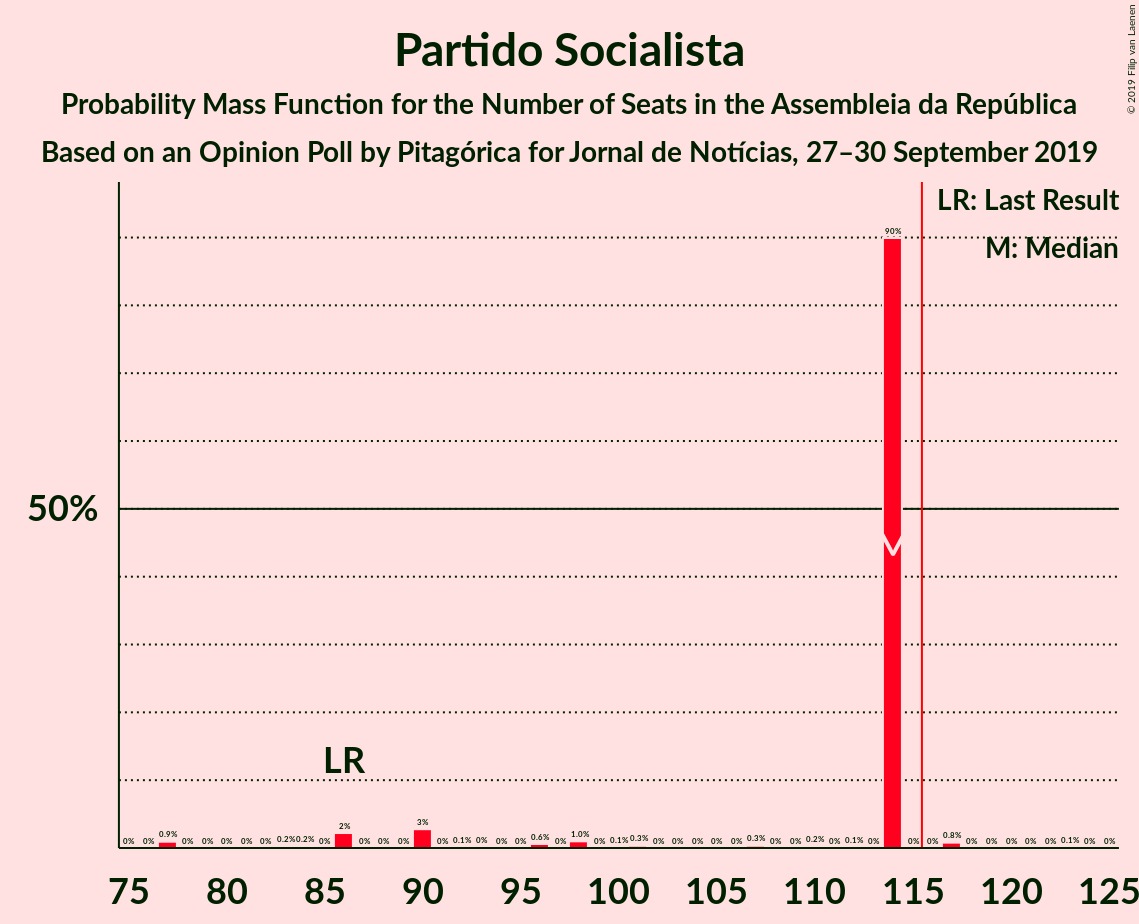 Partido Socialista
Probability Mass Function for the Number of Seats in the Assembleia da República
Based on an Opinion Poll by Pitagórica for Jornal de Notícias, 27–30 September 2019
© 2019 Filip van Laenen
LR: Last Result
M: Median
90%
50%
LR
0% 0% 0.9% 0% 0% 0% 0% 0% 0.2% 0.2% 0% 2% 0% 0% 0% 3% 0% 0.1% 0% 0% 0% 0.6% 0% 1.0% 0% 0.1% 0.3% 0% 0% 0% 0% 0% 0.3% 0% 0% 0.2% 0% 0.1% 0% 0% 0% 0.8% 0% 0% 0% 0% 0% 0.1% 0% 0%
75 80 85 90 95 100 105 110 115 120 125